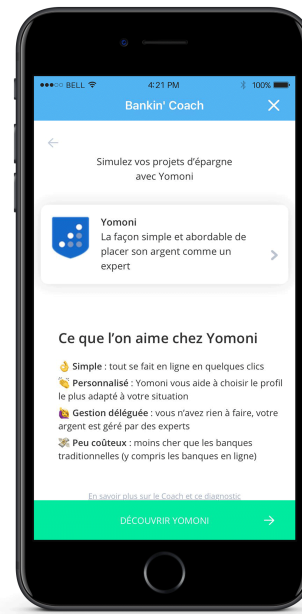 BELL 4:21 PM 100%
Bankin' Coach
Simulez vos projets d'épargne
avec Yomoni
Yomoni
La façon simple et abordable de
placer son argent comme un
expert
Ce que l'on aime chez Yomoni
👌 Simple : tout se fait en ligne en quelques clics
👏 Personnalisé : Yomoni vous aide à choisir le profil
le plus adapté à votre situation
🙋 Gestion déléguée : vous n'avez rien à faire, votre
argent est géré par des experts
💸 Peu coûteux : moins cher que les banques
traditionnelles (y compris les banques en ligne)
En savoir plus sur le Coach et ce diagnostic
DÉCOUVRIR YOMONI